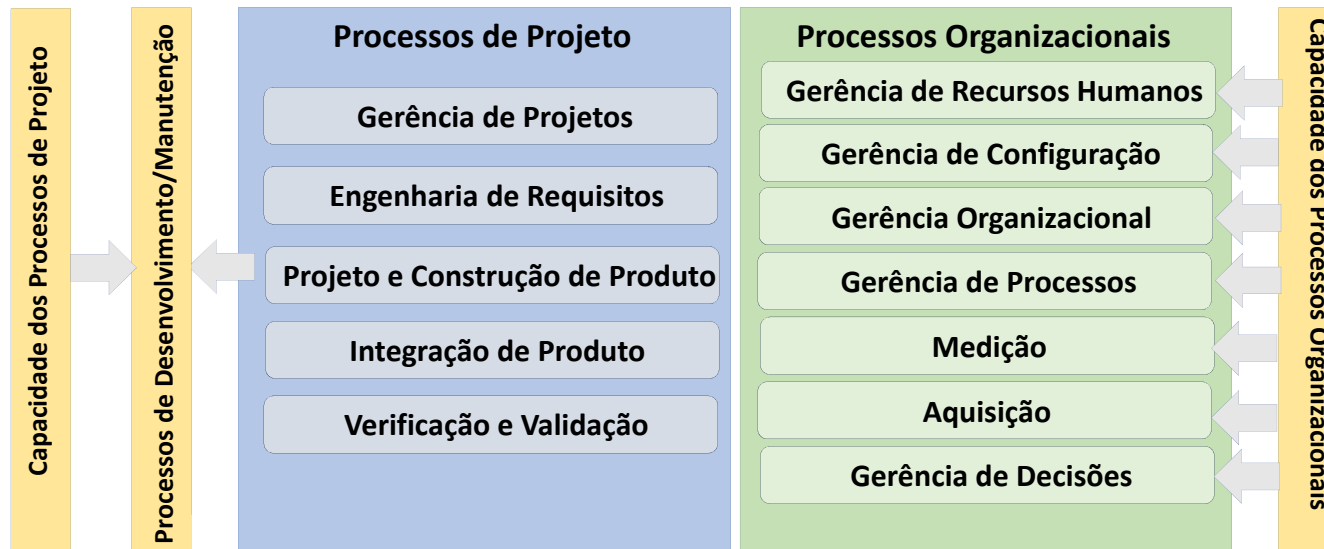 Capacidade dos Processos de Projeto
Processos de Desenvolvimento/Manutenção
Processos de Projeto
Gerência de Projetos
Engenharia de Requisitos
Projeto e Construção de Produto
Integração de Produto
Verificação e Validação
Processos Organizacionais
Gerência de Recursos Humanos
Gerência de Configuração
Gerência Organizacional
Gerência de Processos
Medição
Aquisição
Gerência de Decisões
Capacidade dos Processos Organizacionais